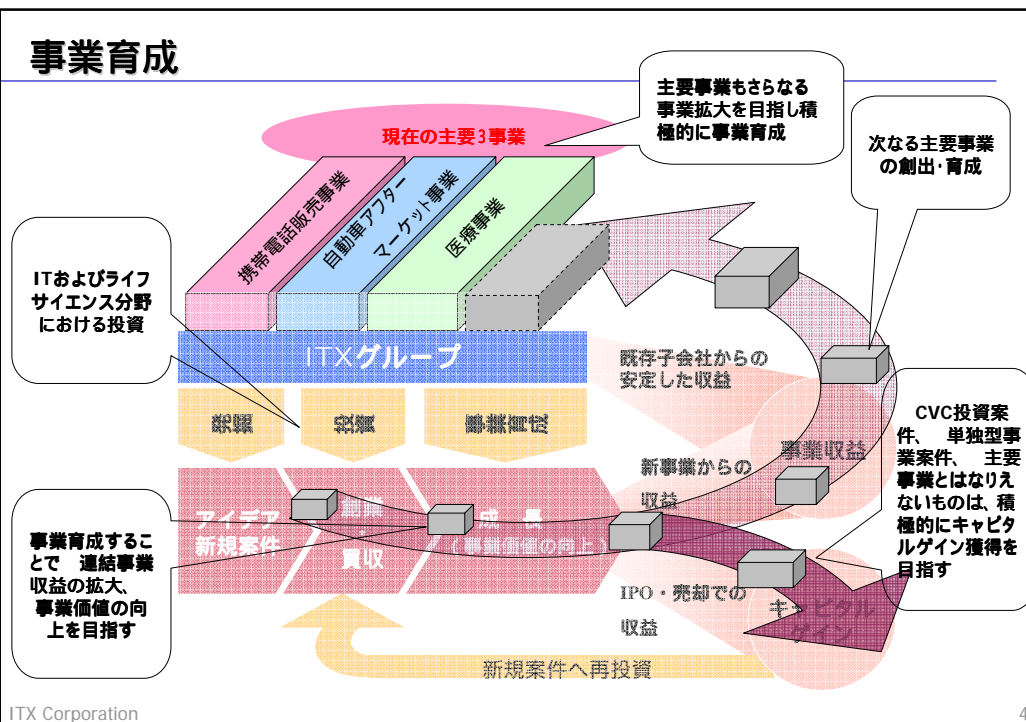 事業育成
主要事業もさらなる
事業拡大を目指し積
極的に事業育成
現在の主要3事業
次なる主要事業
の創出・育成
携帯電話販売事業
自動車アフター
マーケット事業
医療事業
ITおよびライフ
サイエンス分野
における投資
ITXグループ
既存子会社からの
安定した収益
投資
事業育成
CVC投資案
件、 単独型事
業案件、 主要
事業とはなりえ
ないものは、積
極的にキャピタ
ルゲイン獲得を
目指す
事業収益
新事業からの
収益
アイデア
新規案件
創業
買収
成 長
(事業価値の向上)
事業育成するこ
とで 連結事業
収益の拡大、
事業価値の向
上を目指す
IPO・売却での
収益
キャピタル
ゲイン
新規案件へ再投資
ITX Corporation
4